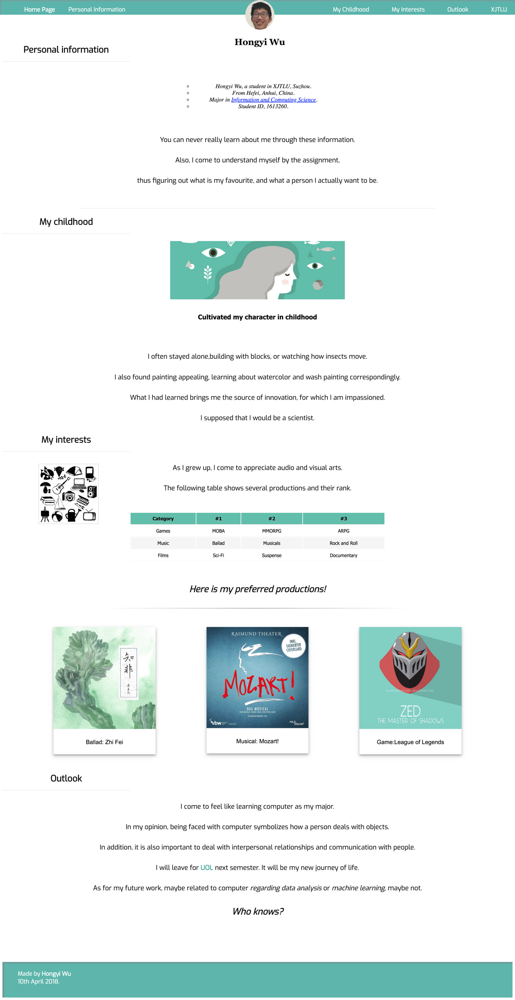 Home Page
Personal Information
My Childhood
My Interests
Outlook
XJTLU
Hongyi Wu
Personal information
Hongyi Wu, a student in XJTLU, Suzhou.
From Hefei, Anhui, China.
Major in Information and Computing Science.
Student ID, 1613260.
You can never really learn about me through these information.
Also, I come to understand myself by the assignment,
thus figuring out what is my favourite, and what a person I actually want to be.
My childhood
Cultivated my character in childhood
I often stayed alone,building with blocks, or watching how insects move.
I also found painting appealing, learning about watercolor and wash painting correspondingly.
What I had learned brings me the source of innovation, for which I am impassioned.
I supposed that I would be a scientist.
My interests
As I grew up, I come to appreciate audio and visual arts.
The following table shows several productions and their rank.
Category #1 #2 #3
Games MOBA MMORPG ARPG
Music Ballad Musicals Rock and Roll
Films Sci-Fi Suspense Documentary
Here is my preferred productions!
知
非
Ballad: Zhi Fei
RAIMUND THEATER
INKL.
SIGNIERTER
COVERCARD
MOZART!
DAS MUSICAL
VON MICHAEL KUNZE UND SYLVESTER LEVAY
GESAMTAUFNAHME LIVE
vbw
HitSquad
Musical: Mozart!
laurencemercado.deviantart.com
ZED
THE MASTER OF SHADOWS
Game:League of Legends
Outlook
I come to feel like learning computer as my major.
In my opinion, being faced with computer symbolizes how a person deals with objects.
In addition, it is also important to deal with interpersonal relationships and communication with people.
I will leave for UOL next semester. It will be my new journey of life.
As for my future work, maybe related to computer regarding data analysis or machine learning, maybe not.
Who knows?
Made by Hongyi Wu
10th April 2018.